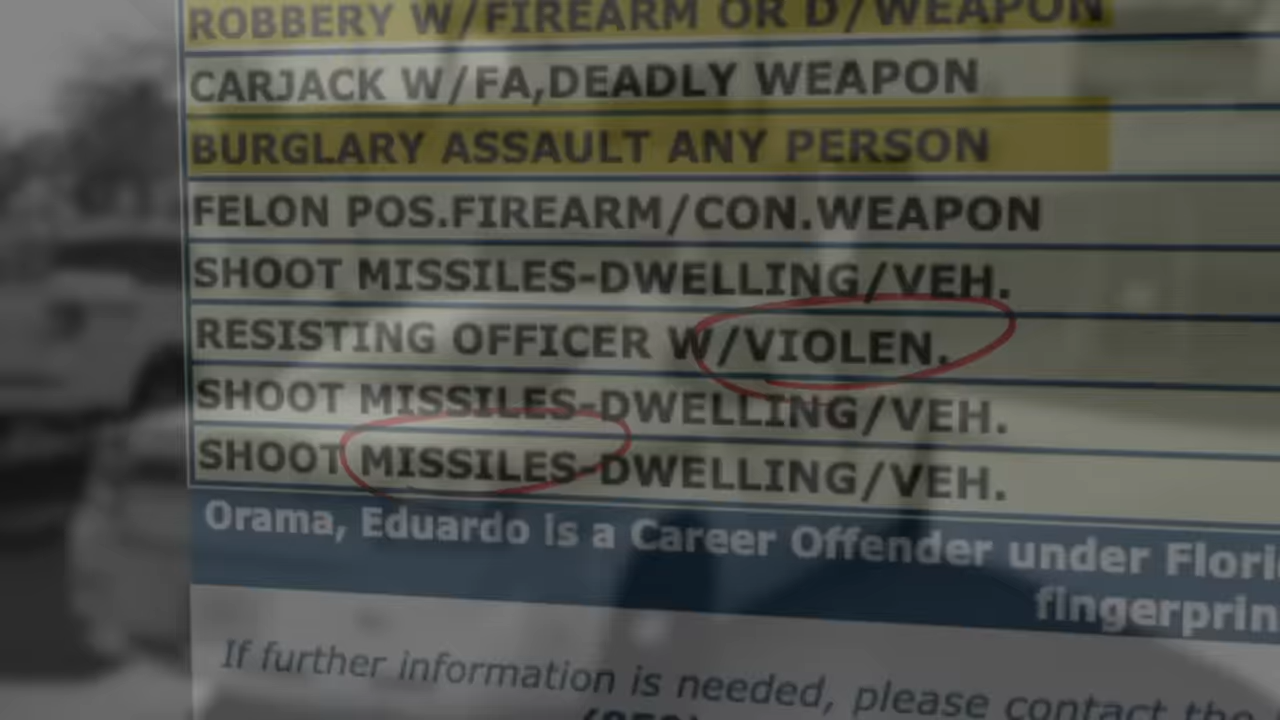 ROBBERY W/FIREARM OR D/WEAPON
CARJACK W/FA,DEADLY WEAPON
BURGLARY ASSAULT ANY PERSON
FELON POS.FIREARM/CON.WEAPON
SHOOT MISSILES-DWELLING/VEH.
RESISTING OFFICER W/VIOLEN.
SHOOT MISSILES-DWELLING/VEH.
SHOOT MISSILES-DWELLING/VEH.
Orama, Eduardo is a Career Offender under Flori
fingerprin
If further information is needed, please contact the